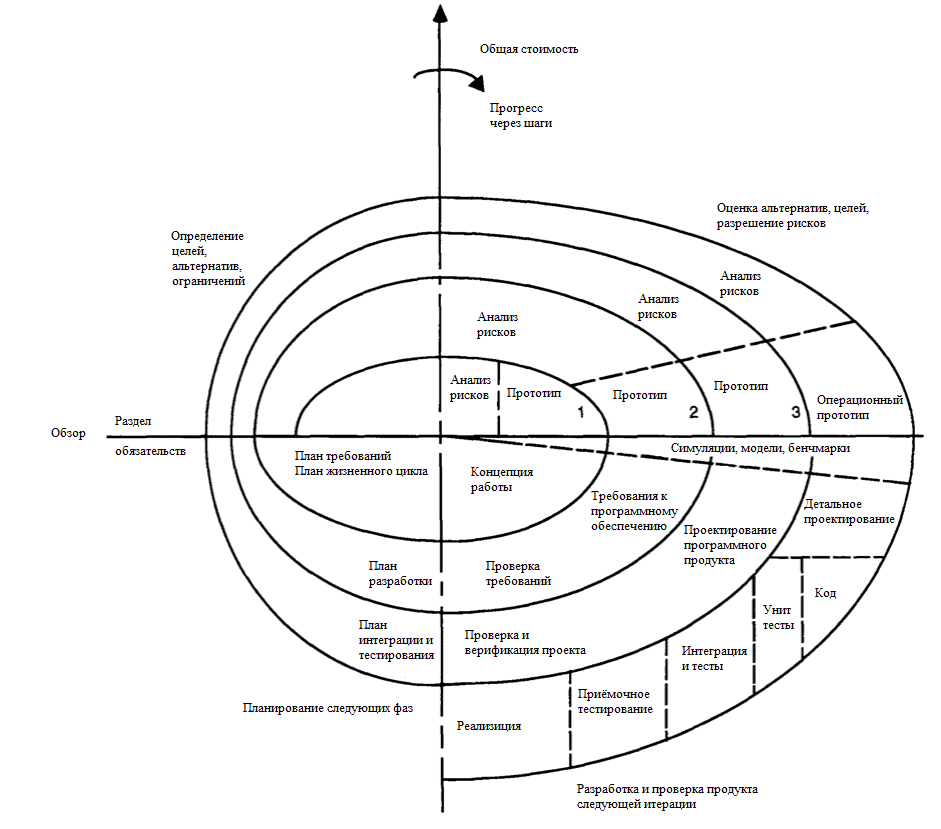 Общая стоимость
Прогресс
через шаги
Оценка альтернатив, целей,
разрешение рисков
Определение
целей,
альтернатив,
ограничений
Анализ
рисков
Анализ
рисков
Анализ
рисков
Анализ
рисков
Прототип
1
Прототип
2
Прототип
3
Операционный
прототип
Обзор
Раздел
обязательств
Симуляции, модели, бенчмарки
План требований
План жизненного цикла
Концепция
работы
Требования к
программному
обеспечению
Проектирование
программного
продукта
Детальное
проектирование
План
разработки
Проверка
требований
Код
Унит
тесты
План
интеграции и
тестирования
Проверка и
верификация проекта
Интеграция
и тесты
Приёмочное
тестирование
Реализиция
Планирование следующих фаз
Разработка и проверка продукта
следующей итерации